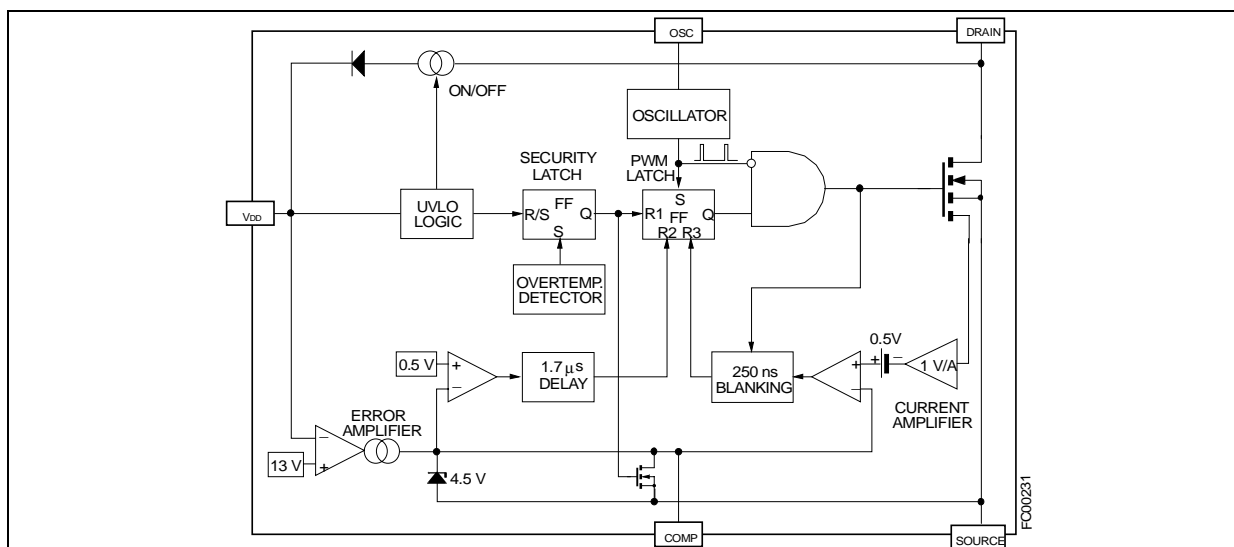 OSC
DRAIN
ON/OFF
OSCILLATOR
SECURITY
LATCH
PWM
LATCH
VDD
UVLO
LOGIC
R/S
FF
Q
S
S
R1
FF
Q
R2 R3
OVERTEMP.
DETECTOR
0.5 V
+
−
1.7 μs
DELAY
250 ns
BLANKING
+
−
0.5V
+
−
1 V/A
CURRENT
AMPLIFIER
ERROR
AMPLIFIER
−
+
13 V
4.5 V
COMP
SOURCE
FC00231